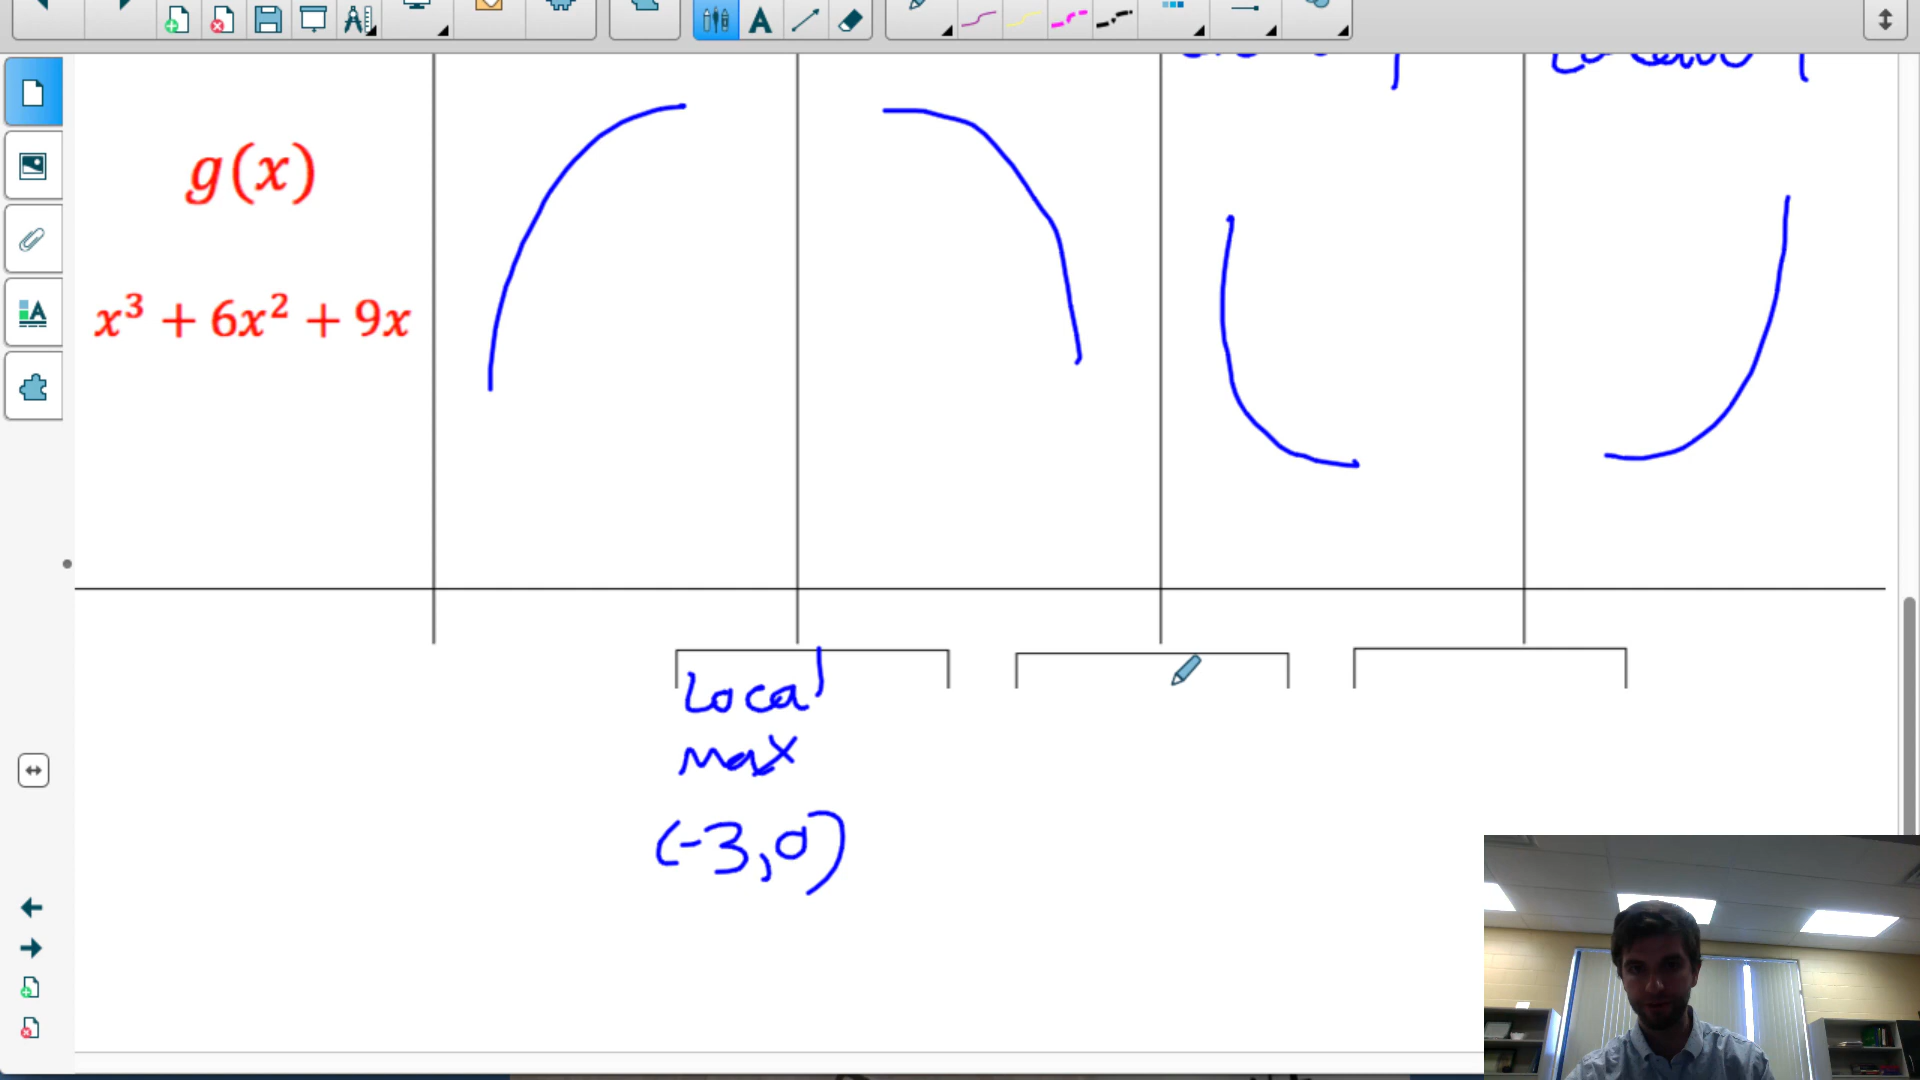 g(x)
x³ + 6x² + 9x
Local
max
(-3,0)